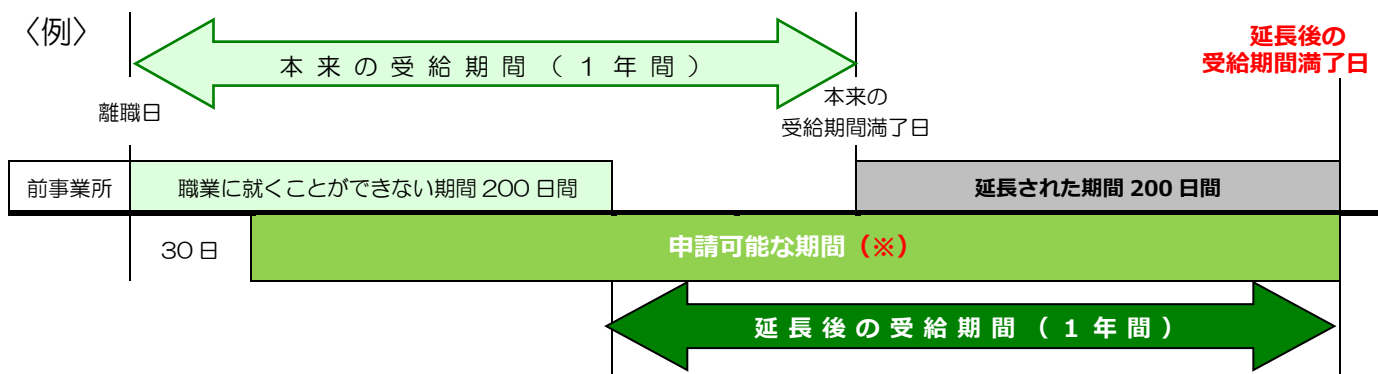 〈例〉
本来の受給期間（1年間）
延長後の
受給期間満了日
離職日
本来の
受給期間満了日
前事業所
職業に就くことができない期間 200 日間
延長された期間 200 日間
30日
申請可能な期間（※）
延長後の受給期間（1年間）